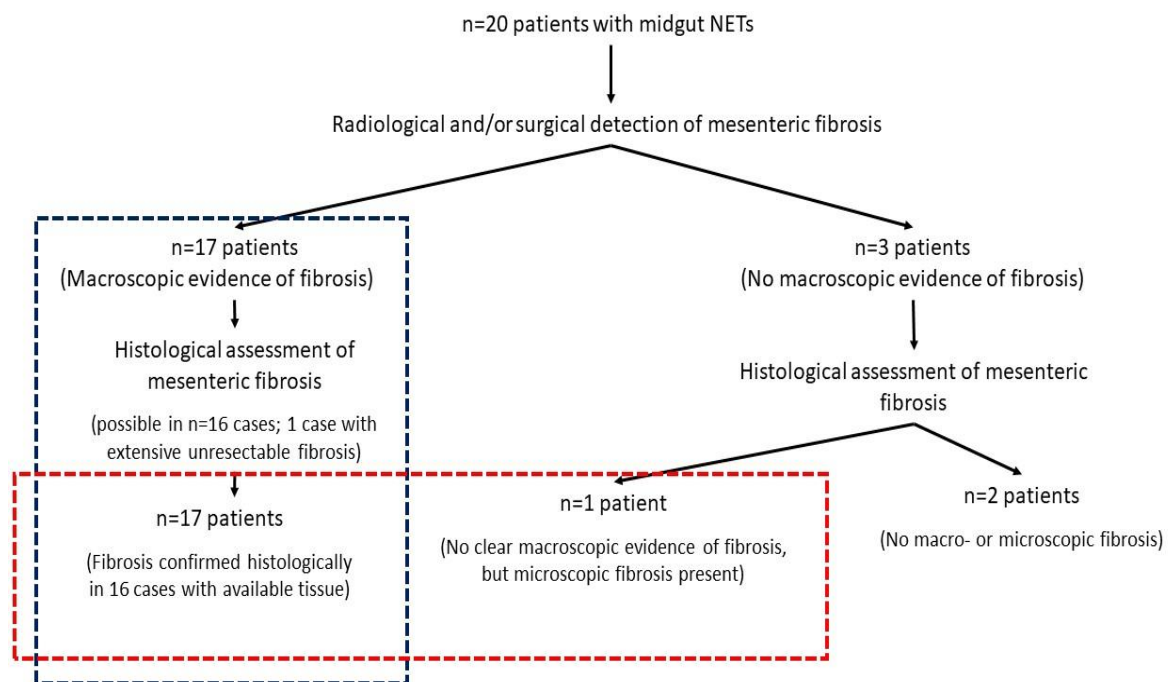 n=20 patients with midgut NETs
Radiological and/or surgical detection of mesenteric fibrosis
n=17 patients
(Macroscopic evidence of fibrosis)
Histological assessment of
mesenteric fibrosis
(possible in n=16 cases; 1 case with
extensive unresectable fibrosis)
n=17 patients
(Fibrosis confirmed histologically
in 16 cases with available tissue)
n=3 patients
(No macroscopic evidence of fibrosis)
Histological assessment of mesenteric
fibrosis
n=1 patient
(No clear macroscopic evidence of fibrosis,
but microscopic fibrosis present)
n=2 patients
(No macro- or microscopic fibrosis)